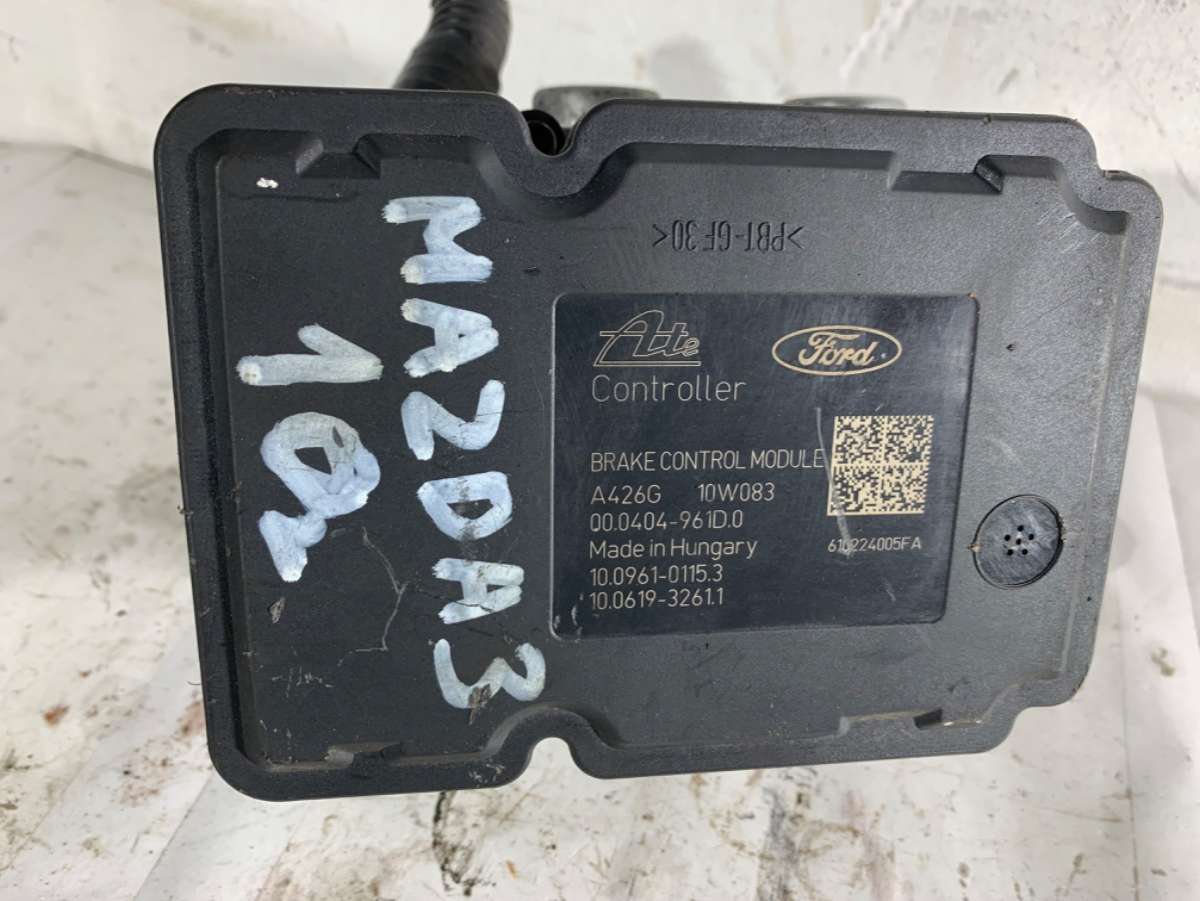 >PBT-GF30<
MAZDA3
Ate
Ford
Controller
BRAKE CONTROL MODULE
A426G 10W083
00.0404-961D.0
Made in Hungary
10.0961-0115.3
10.0619-3261.1